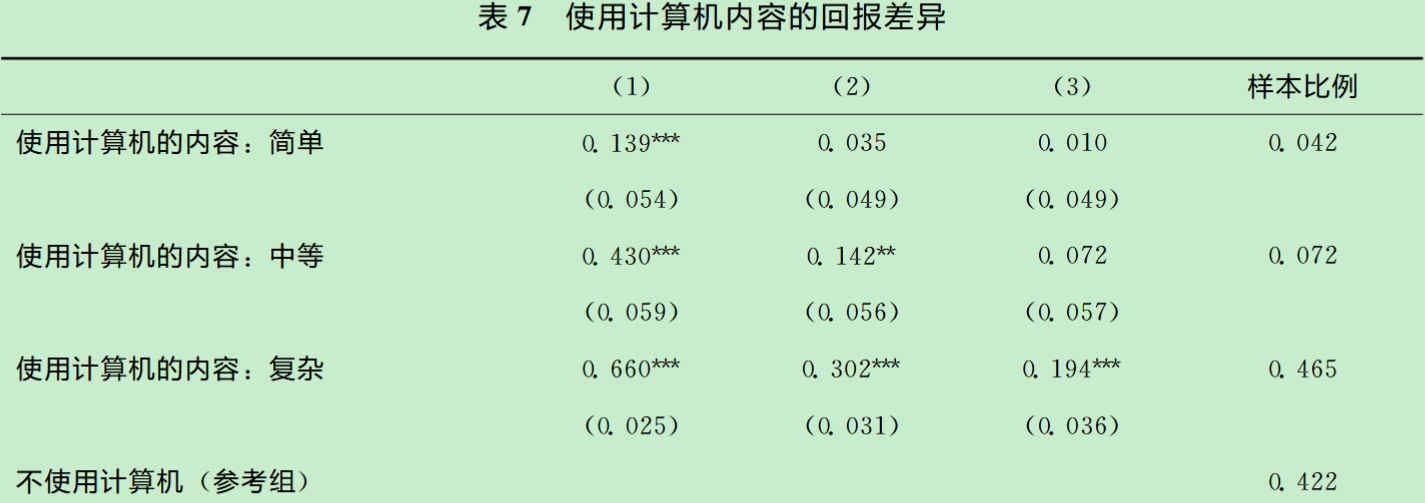 表 7 使用计算机内容的回报差异
(1) (2) (3) 样本比例
使用计算机的内容：简单 0.139*** 0.035 0.010 0.042
(0.054) (0.049) (0.049)
使用计算机的内容：中等 0.430*** 0.142** 0.072 0.072
(0.059) (0.056) (0.057)
使用计算机的内容：复杂 0.660*** 0.302*** 0.194*** 0.465
(0.025) (0.031) (0.036)
不使用计算机（参考组） 0.422